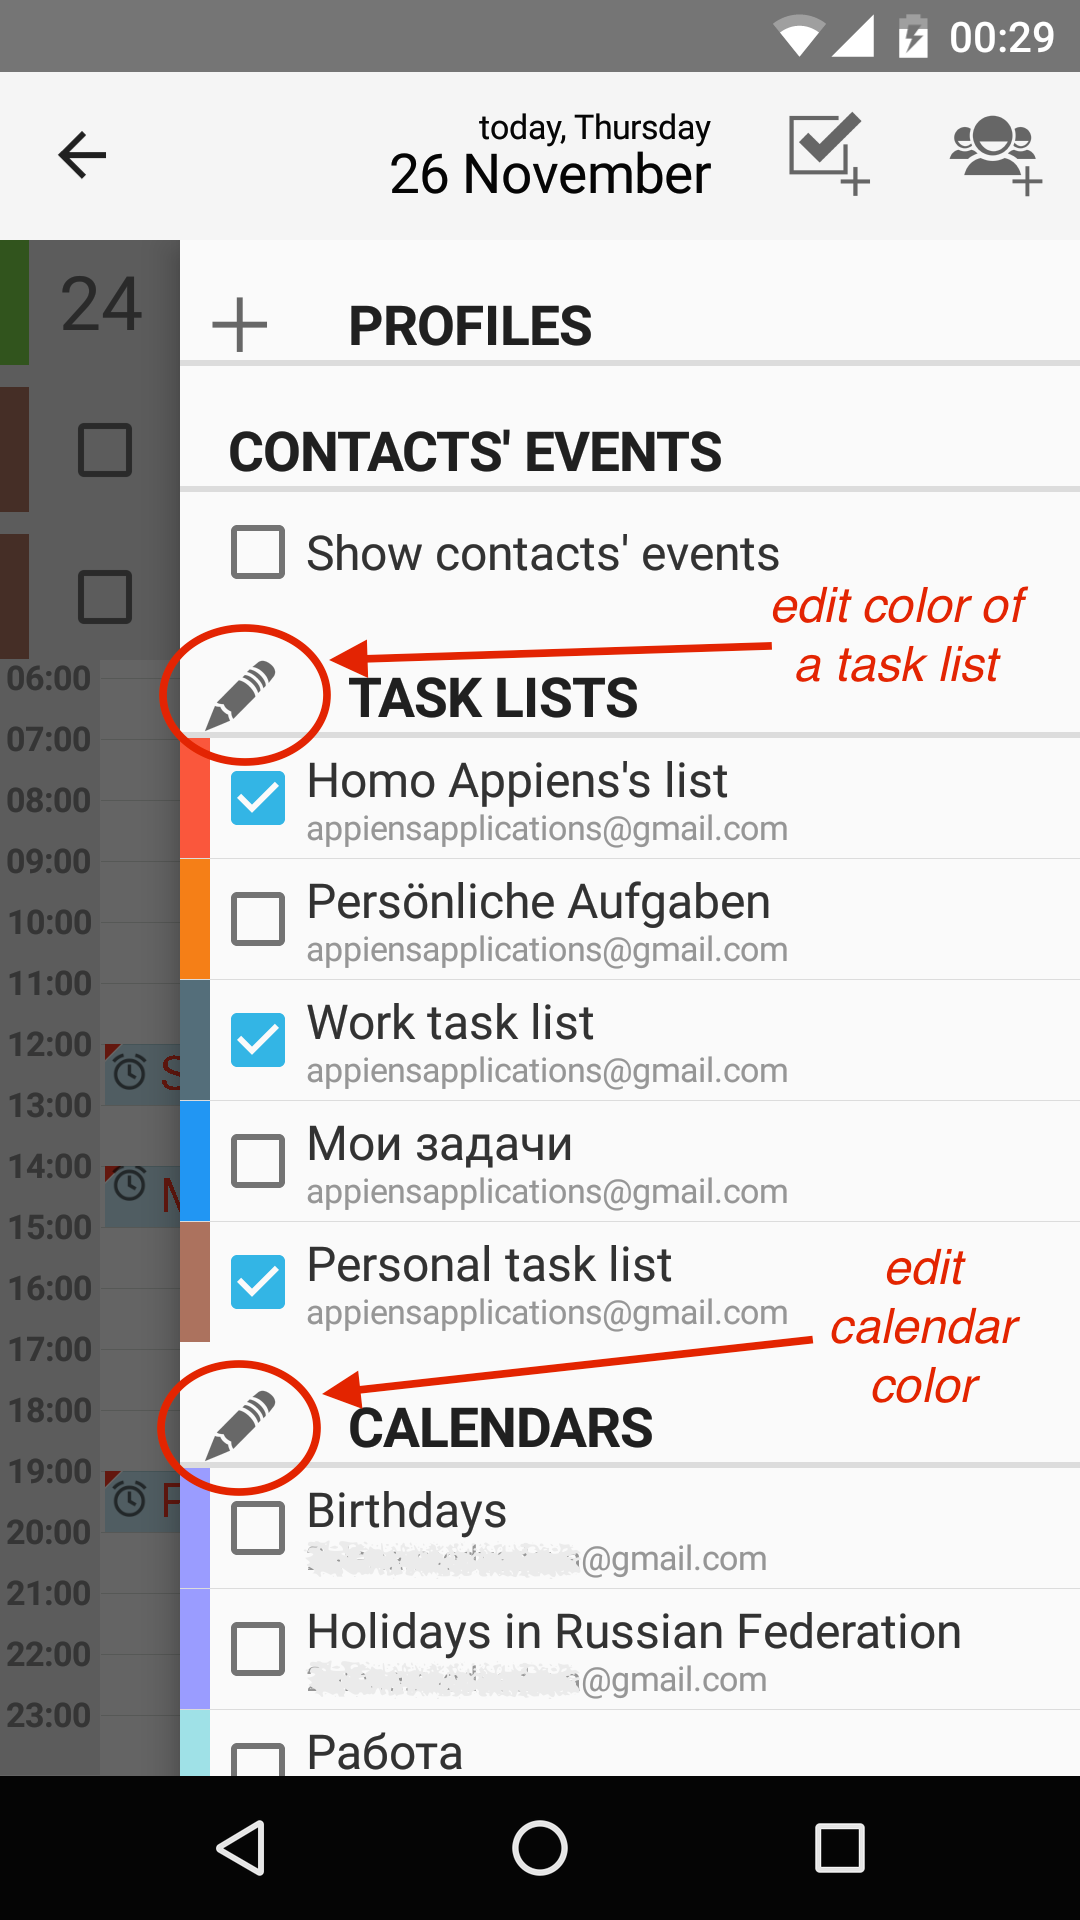 00:29
today, Thursday
26 November
24
PROFILES
CONTACTS' EVENTS
Show contacts' events
edit color of
a task list
TASK LISTS
Homo Appiens's list
appiensapplications@gmail.com
Persönliche Aufgaben
appiensapplications@gmail.com
Work task list
appiensapplications@gmail.com
Мои задачи
appiensapplications@gmail.com
Personal task list
appiensapplications@gmail.com
edit
calendar
color
CALENDARS
Birthdays
@gmail.com
Holidays in Russian Federation
@gmail.com
Работа
06:00
07:00
08:00
09:00
10:00
11:00
12:00
S
13:00
14:00
15:00
16:00
17:00
18:00
19:00
20:00
21:00
22:00
23:00